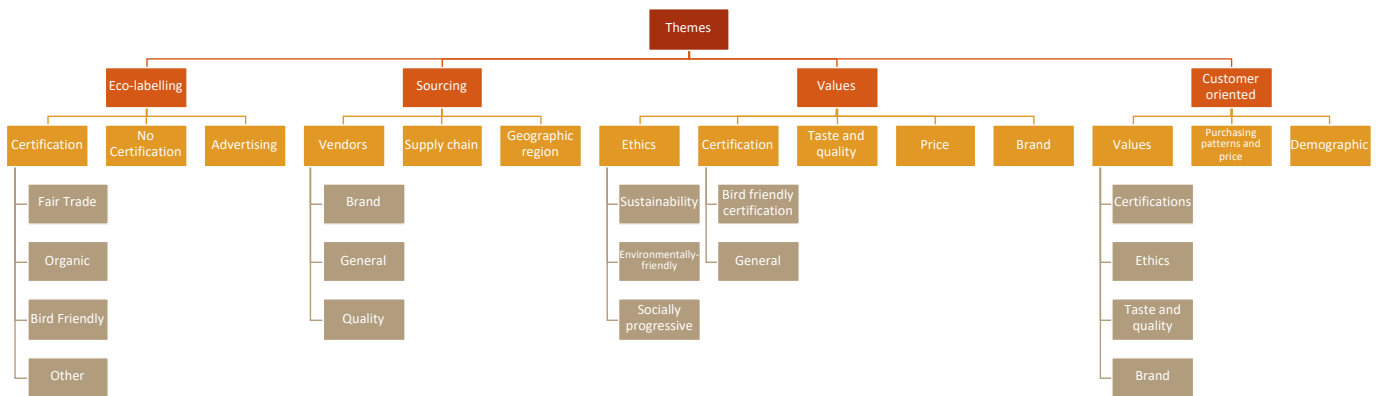 Themes
Eco-labelling
Sourcing
Values
Customer
oriented
Certification
No
Certification
Advertising
Vendors
Supply chain
Geographic
region
Ethics
Certification
Taste and
quality
Price
Brand
Values
Purchasing
patterns and
price
Demographic
Fair Trade
Organic
Bird Friendly
Other
Brand
General
Quality
Sustainability
Environmentally-
friendly
Socially
progressive
Bird friendly
certification
General
Certifications
Ethics
Taste and
quality
Brand